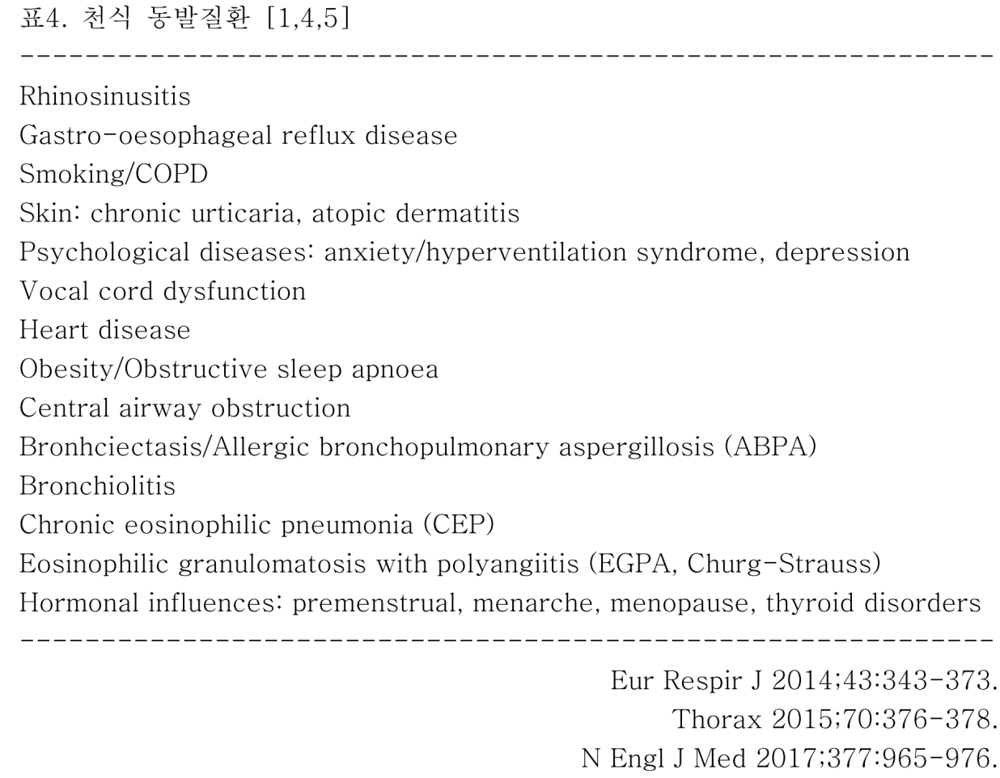 표4. 천식 동발질환 [1,4,5]
------------------------------------------------------------
Rhinosinusitis
Gastro-oesophageal reflux disease
Smoking/COPD
Skin: chronic urticaria, atopic dermatitis
Psychological diseases: anxiety/hyperventilation syndrome, depression
Vocal cord dysfunction
Heart disease
Obesity/Obstructive sleep apnoea
Central airway obstruction
Bronhciectasis/Allergic bronchopulmonary aspergillosis (ABPA)
Bronchiolitis
Chronic eosinophilic pneumonia (CEP)
Eosinophilic granulomatosis with polyangiitis (EGPA, Churg-Strauss)
Hormonal influences: premenstrual, menarche, menopause, thyroid disorders
------------------------------------------------------------
Eur Respir J 2014;43:343-373.
Thorax 2015;70:376-378.
N Engl J Med 2017;377:965-976.